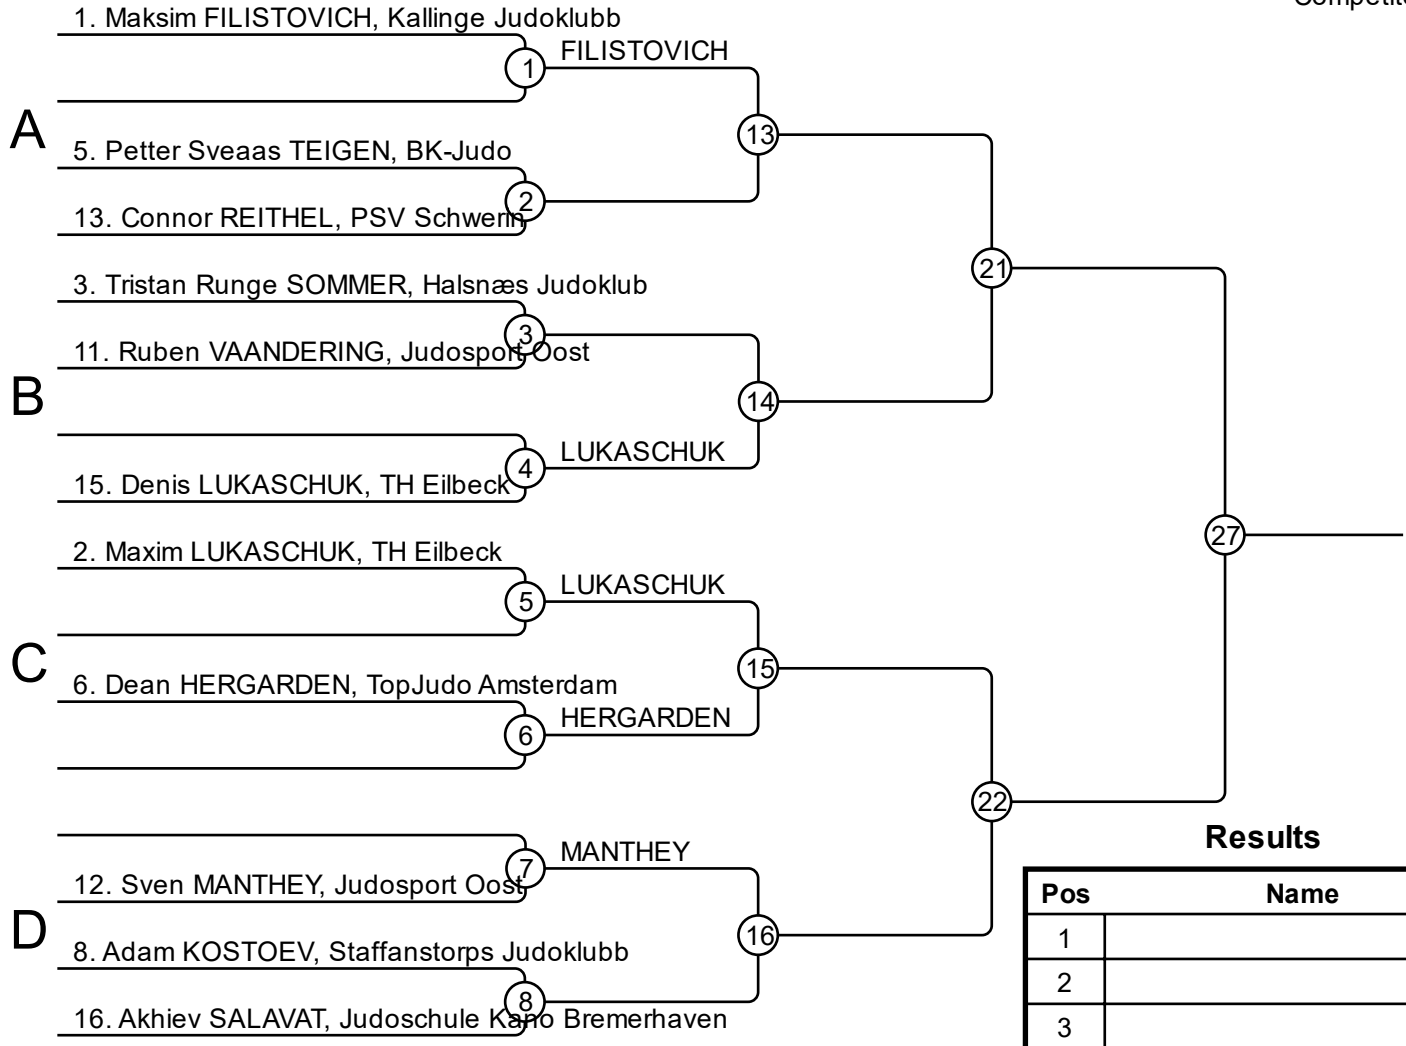 Competit
1. Maksim FILISTOVICH, Kallinge Judoklubb
FILISTOVICH
1
A
13
5. Petter Sveaas TEIGEN, BK-Judo
2
13. Connor REITHEL, PSV Schwerin
21
3. Tristan Runge SOMMER, Halsnæs Judoklub
3
11. Ruben VAANDERING, Judosport Oost
B
14
LUKASCHUK
4
15. Denis LUKASCHUK, TH Eilbeck
27
2. Maxim LUKASCHUK, TH Eilbeck
LUKASCHUK
5
C
15
6. Dean HERGARDEN, TopJudo Amsterdam
HERGARDEN
6
22
Results
MANTHEY
7
12. Sven MANTHEY, Judosport Oost
Pos Name
D
16
1
8. Adam KOSTOEV, Staffanstorps Judoklubb
2
8
16. Akhiev SALAVAT, Judoschule Kano Bremerhaven
3